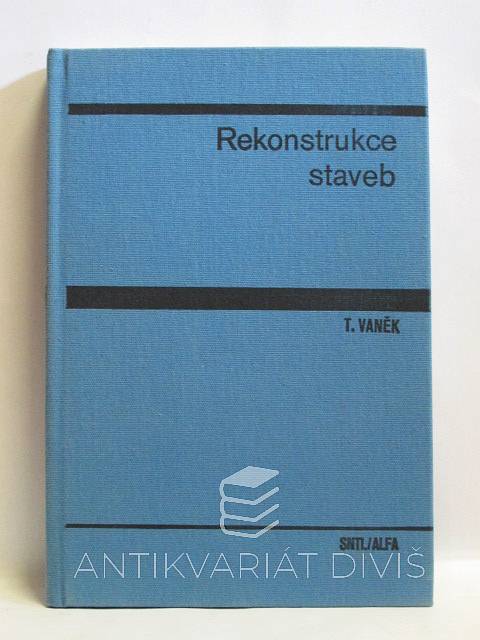 Rekonstrukce
staveb
T. VANĚK
SNTL/ALFA
ANTIKVARIÁT DIVIŠ